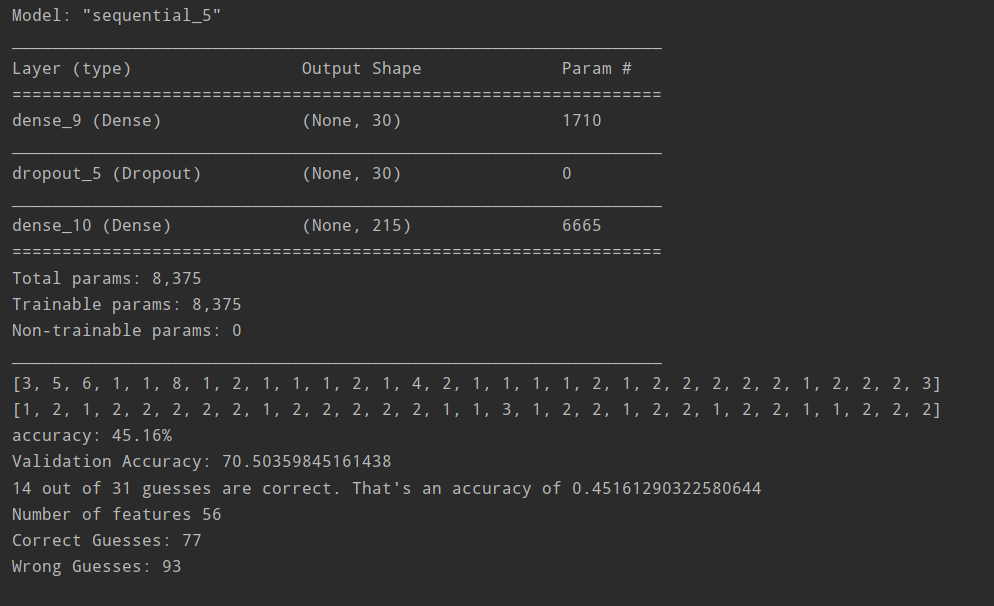 Model: "sequential_5"
_________________________________________________________________
Layer (type)                 Output Shape              Param #
=================================================================
dense_9 (Dense)              (None, 30)                1710
_________________________________________________________________
dropout_5 (Dropout)          (None, 30)                0
_________________________________________________________________
dense_10 (Dense)             (None, 215)               6665
=================================================================
Total params: 8,375
Trainable params: 8,375
Non-trainable params: 0
_________________________________________________________________
[3, 5, 6, 1, 1, 8, 1, 2, 1, 1, 1, 2, 1, 4, 2, 1, 1, 1, 1, 2, 1, 2, 2, 2, 2, 2, 1, 2, 2, 2, 3]
[1, 2, 1, 2, 2, 2, 2, 2, 1, 2, 2, 2, 2, 2, 1, 1, 3, 1, 2, 2, 1, 2, 2, 1, 2, 2, 1, 1, 2, 2, 2]
accuracy: 45.16%
Validation Accuracy: 70.50359845161438
14 out of 31 guesses are correct. That's an accuracy of 0.45161290322580644
Number of features 56
Correct Guesses: 77
Wrong Guesses: 93